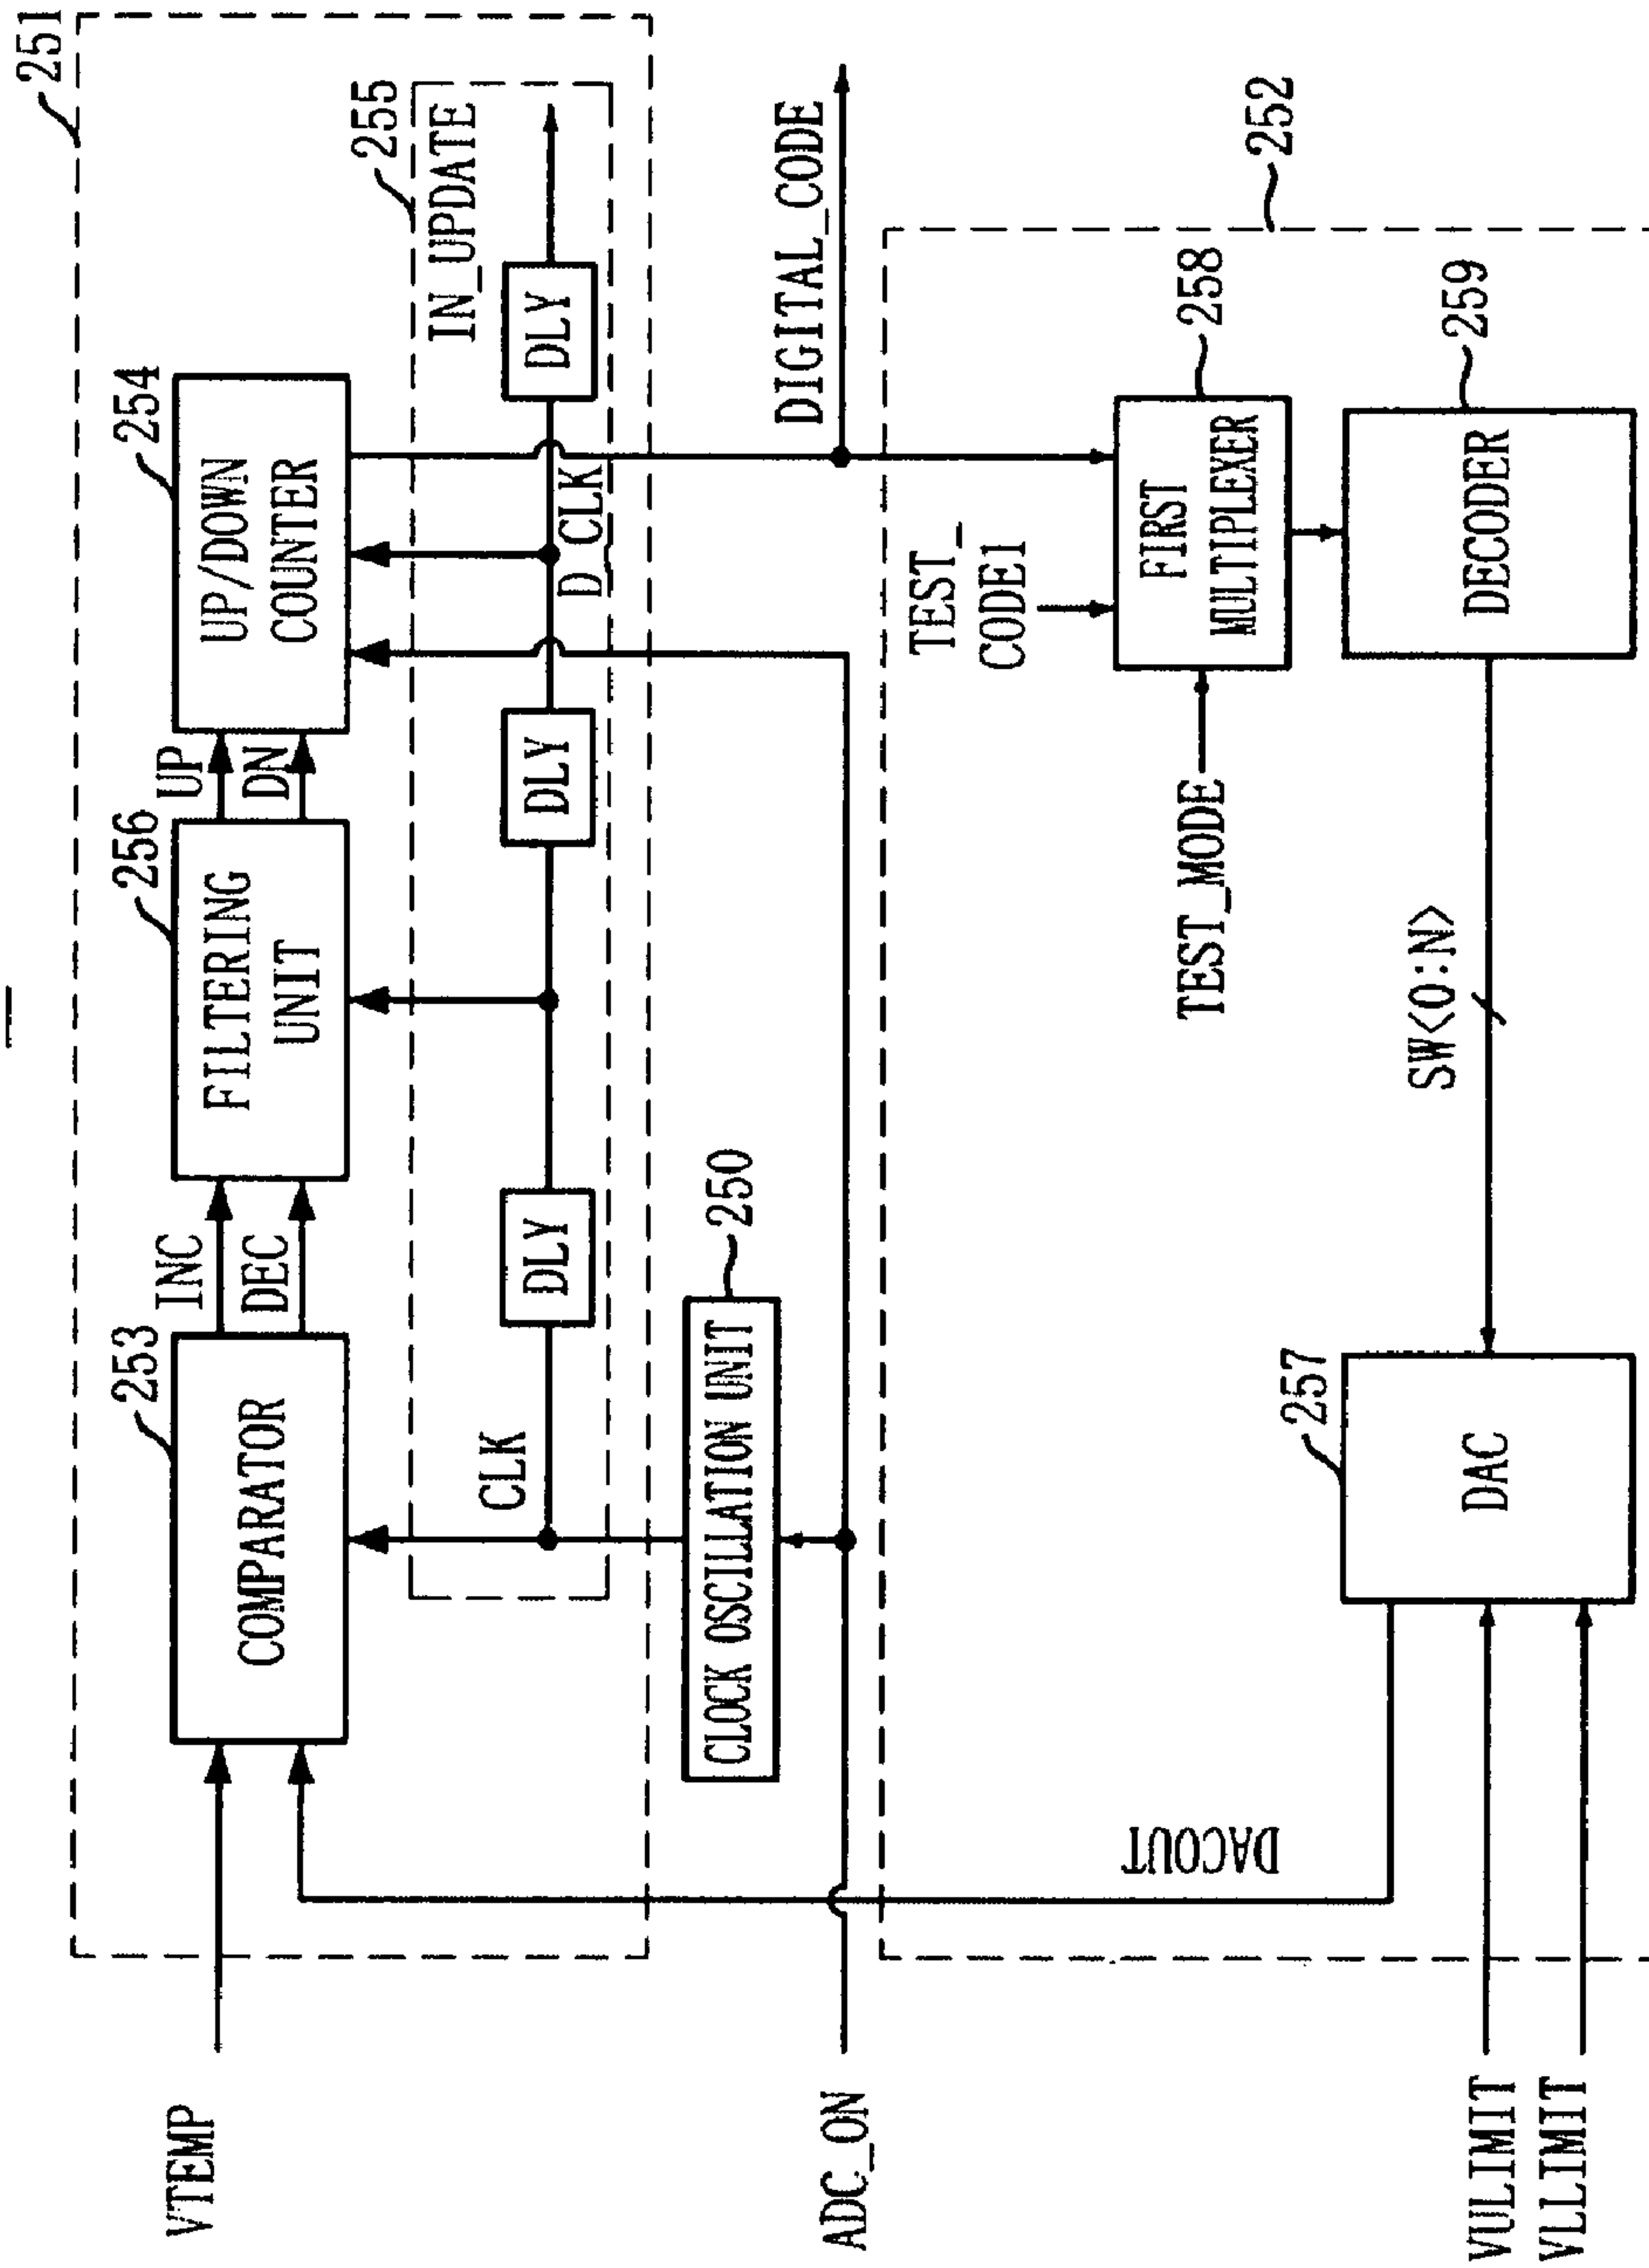 251
253
COMPARATOR
INC
DEC
256
FILTERING
UNIT
UP
DN
254
UP/DOWN
COUNTER
255
IN_UPDATE
CLK
DLY
DLY
D_CLK
DLY
VTEMP
CLOCK OSCILLATION UNIT
250
ADC_ON
DIGITAL_CODE
252
DACOUT
TEST_
CODE1
TEST_MODE
FIRST
MULTIPLEXER
258
257
DAC
SW<0:N>
DECODER
259
VULIMIT
VLLIMIT